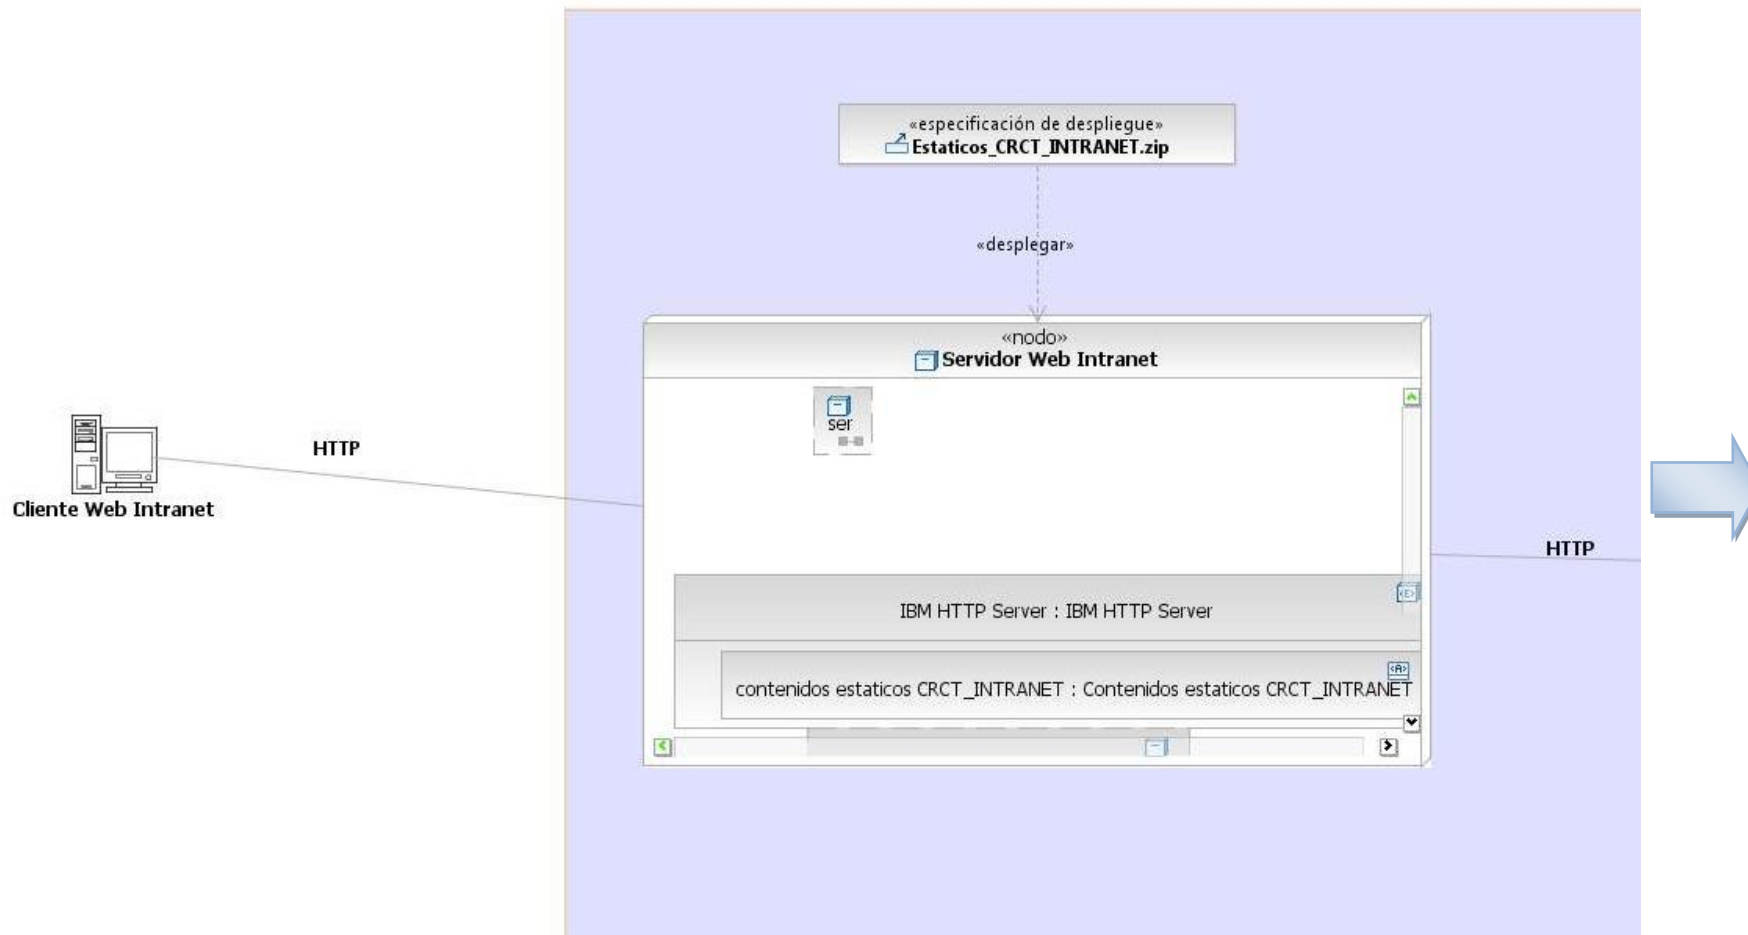 «especificación de despliegue»
Estaticos_CRCT_INTRANET.zip
«desplegar»
«nodo»
Servidor Web Intranet
ser
HTTP
Cliente Web Intranet
HTTP
IBM HTTP Server : IBM HTTP Server
contenidos estaticos CRCT_INTRANET : Contenidos estaticos CRCT_INTRANET